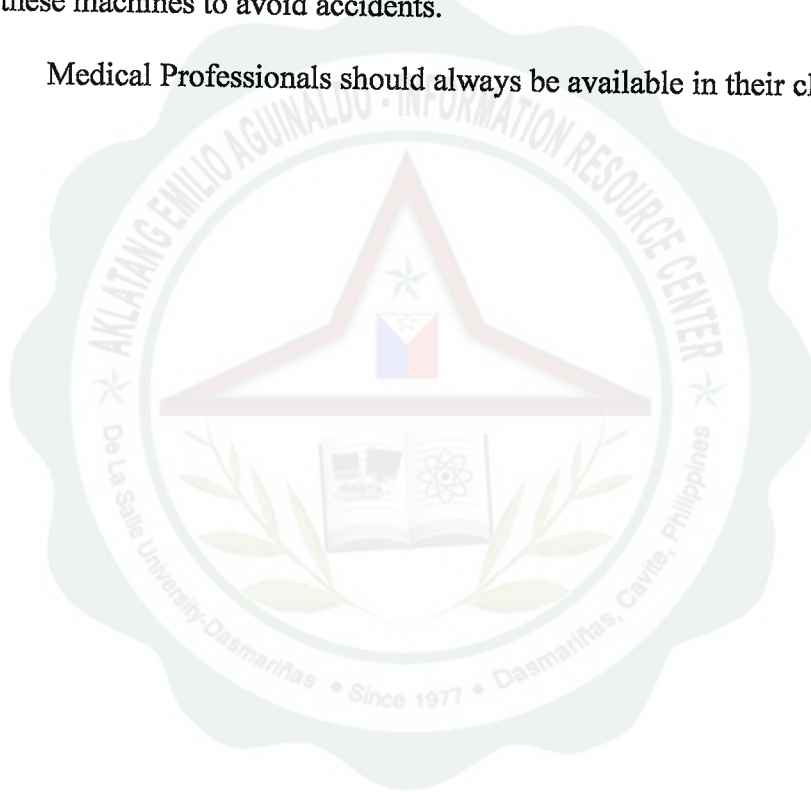 these machines to avoid accidents.
Medical Professionals should always be available in their
AKLATANG EMILIO AGUINALDO - INFORMATION RESOURCE CENTER
De La Salle University-Dasmariñas • Since 1977 • Dasmariñas, Cavite, Philippines